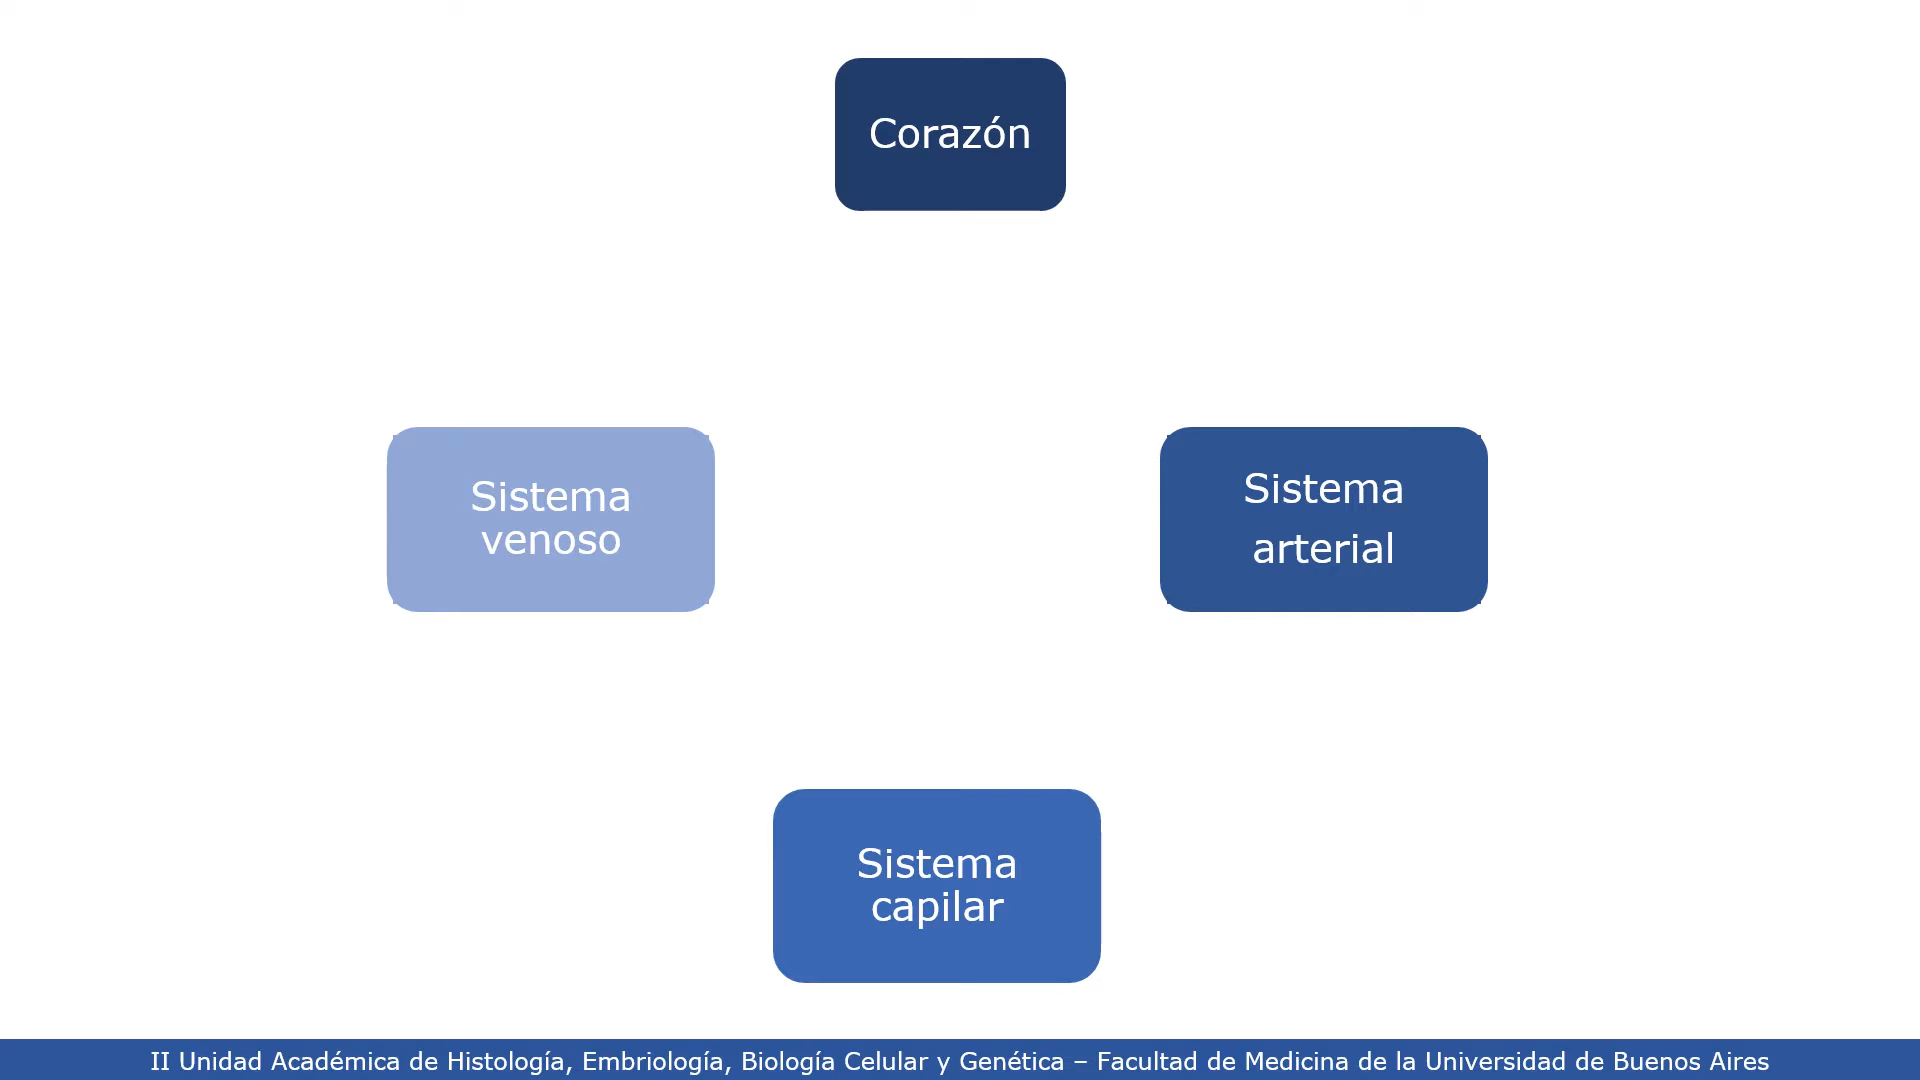 Corazón
Sistema
venoso
Sistema
arterial
Sistema
capilar
II Unidad Académica de Histología, Embriología, Biología Celular y Genética – Facultad de Medicina de la Universidad de Buenos Aires